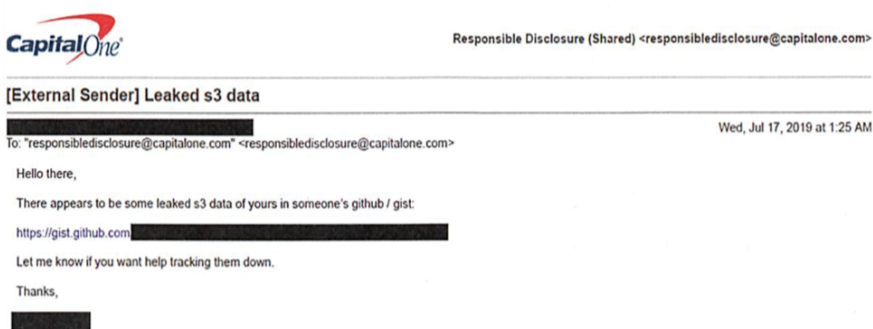 CapitalOne
Responsible Disclosure (Shared) <responsibledisclosure@capitalone.com>
[External Sender] Leaked s3 data
Wed, Jul 17, 2019 at 1:25 AM
To: "responsibledisclosure@capitalone.com" <responsibledisclosure@capitalone.com>
Hello there,
There appears to be some leaked s3 data of yours in someone's github / gist:
https://gist.github.com
Let me know if you want help tracking them down.
Thanks,